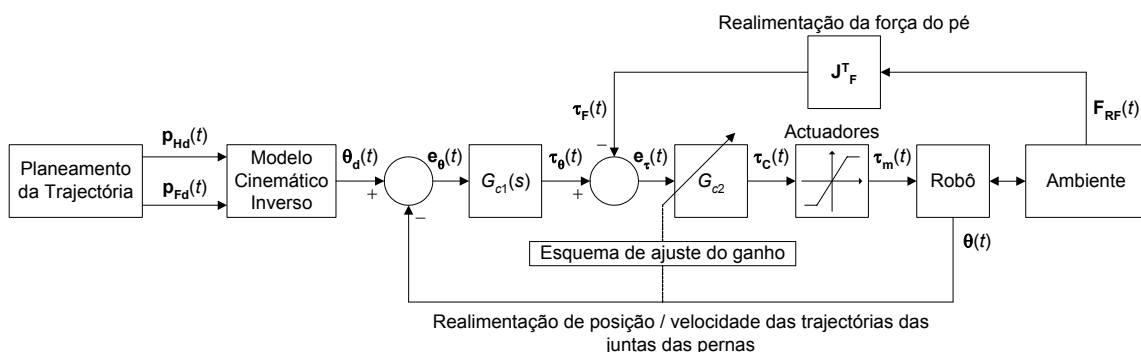 Realimentação da força do pé
J^T_F
τ_F(t)
F_RF(t)
Actuadores
p_Hd(t)
Planeamento
da Trajectória
p_Fd(t)
Modelo
Cinemático
Inverso
θ_d(t)
+
−
e_θ(t)
G_c1(s)
τ_θ(t)
+
−
e_τ(t)
G_c2
τ_C(t)
τ_m(t)
Robô
Ambiente
θ(t)
Esquema de ajuste do ganho
Realimentação de posição / velocidade das trajectórias das
juntas das pernas